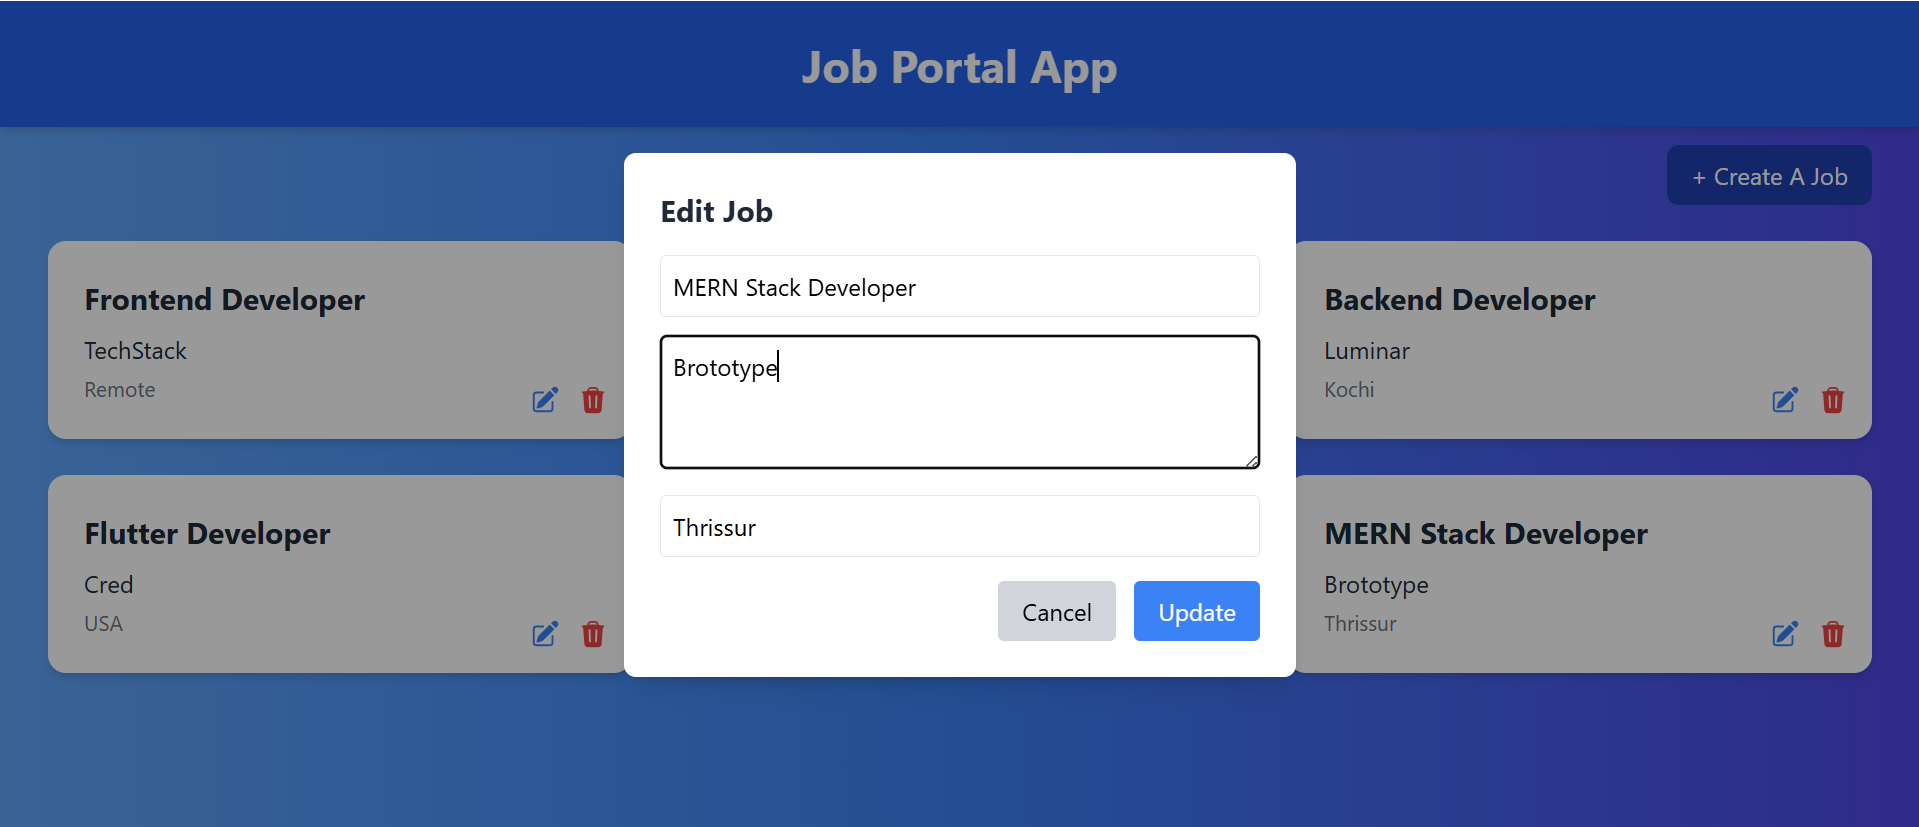 Job Portal App
+ Create A Job
Frontend Developer
TechStack
Remote
Flutter Developer
Cred
USA
Edit Job
MERN Stack Developer
Brototype
Thrissur
Cancel
Update
Backend Developer
Luminar
Kochi
MERN Stack Developer
Brototype
Thrissur